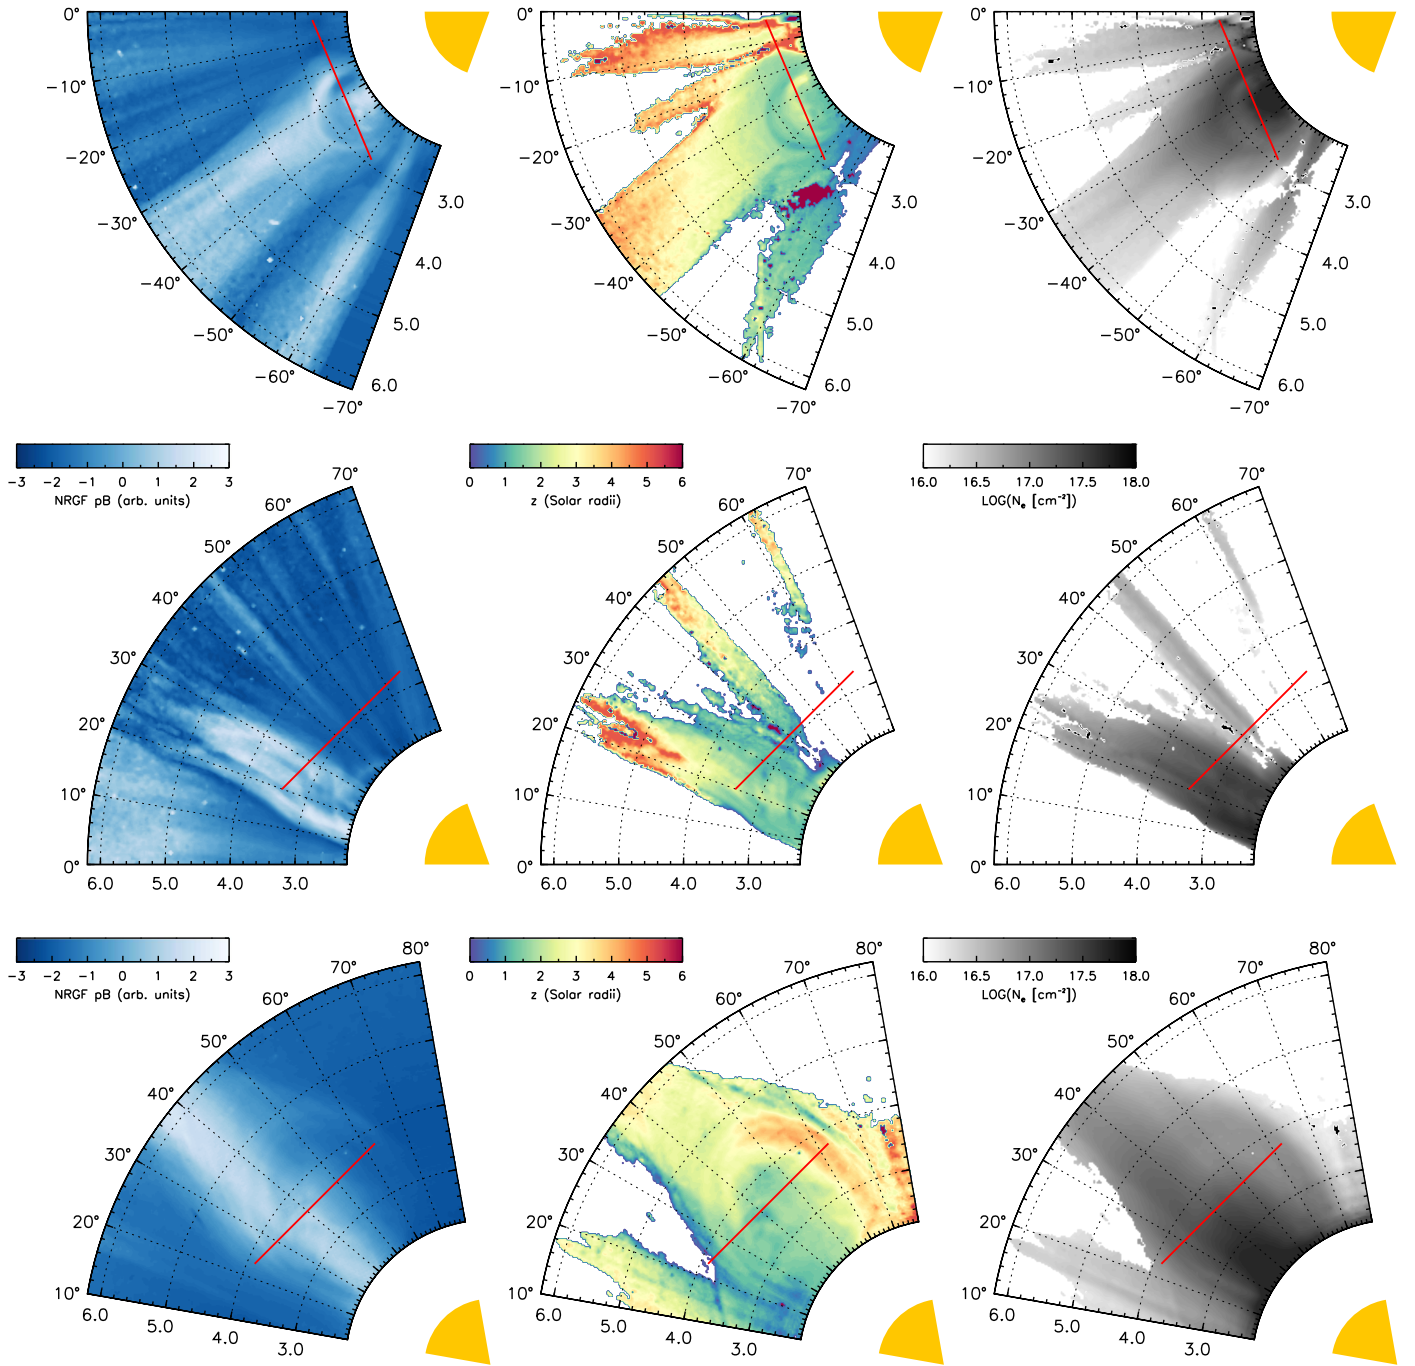 0° 0° 0°
−10° −10° −10°
−20° −20° −20°
3.0 3.0 3.0
−30° −30° −30°
4.0 4.0 4.0
−40° −40° −40°
5.0 5.0 5.0
−50° −50° −50°
−60° 6.0 −60° 6.0 −60° 6.0
−70° −70° −70°
70° 70° 70°
−3 −2 −1 0 1 2 3 0 1 2 3 4 5 6 16.0 16.5 17.0 17.5 18.0
NRGF pB (arb. units) z (Solar radii) LOG(Nₑ [cm⁻²])
60° 60° 60°
50° 50° 50°
40° 40° 40°
30° 30° 30°
20° 20° 20°
10° 10° 10°
0° 0° 0°
6.0 5.0 4.0 3.0 6.0 5.0 4.0 3.0 6.0 5.0 4.0 3.0
80° 80° 80°
−3 −2 −1 0 1 2 3 0 1 2 3 4 5 6 16.0 16.5 17.0 17.5 18.0
NRGF pB (arb. units) z (Solar radii) LOG(Nₑ [cm⁻²])
70° 70° 70°
60° 60° 60°
50° 50° 50°
40° 40° 40°
30° 30° 30°
20° 20° 20°
10° 10° 10°
6.0 5.0 4.0 3.0 6.0 5.0 4.0 3.0 6.0 5.0 4.0 3.0